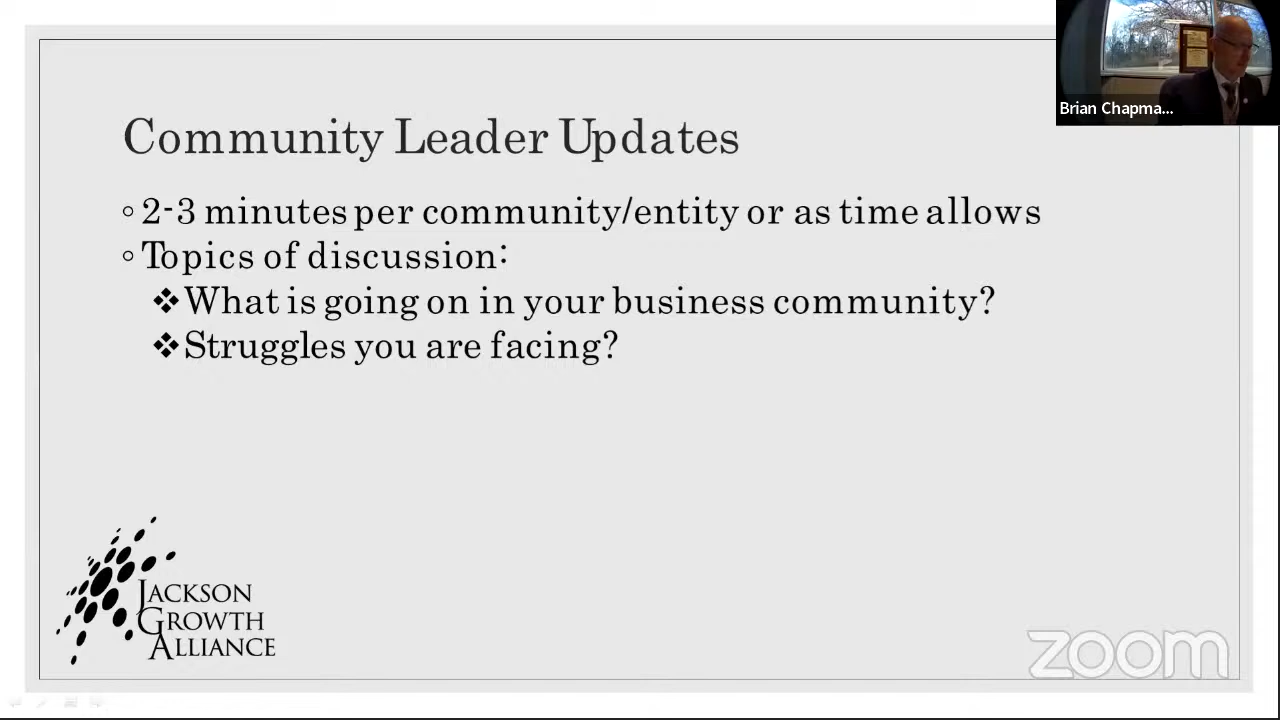 Community Leader Updates
◦ 2-3 minutes per community/entity or as time allows
◦ Topics of discussion:
❖ What is going on in your business community?
❖ Struggles you are facing?
Brian Chapma...
JACKSON
GROWTH
ALLIANCE
zoom